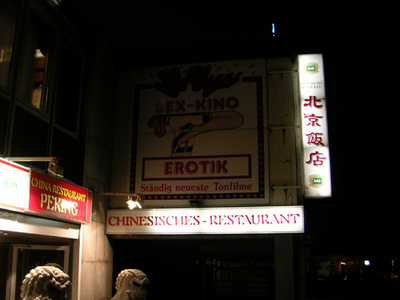 SEX-KINO
EROTIK
Ständig neueste Tonfilme
北京飯店
CHINA RESTAURANT
PEKING
CHINESISCHES - RESTAURANT